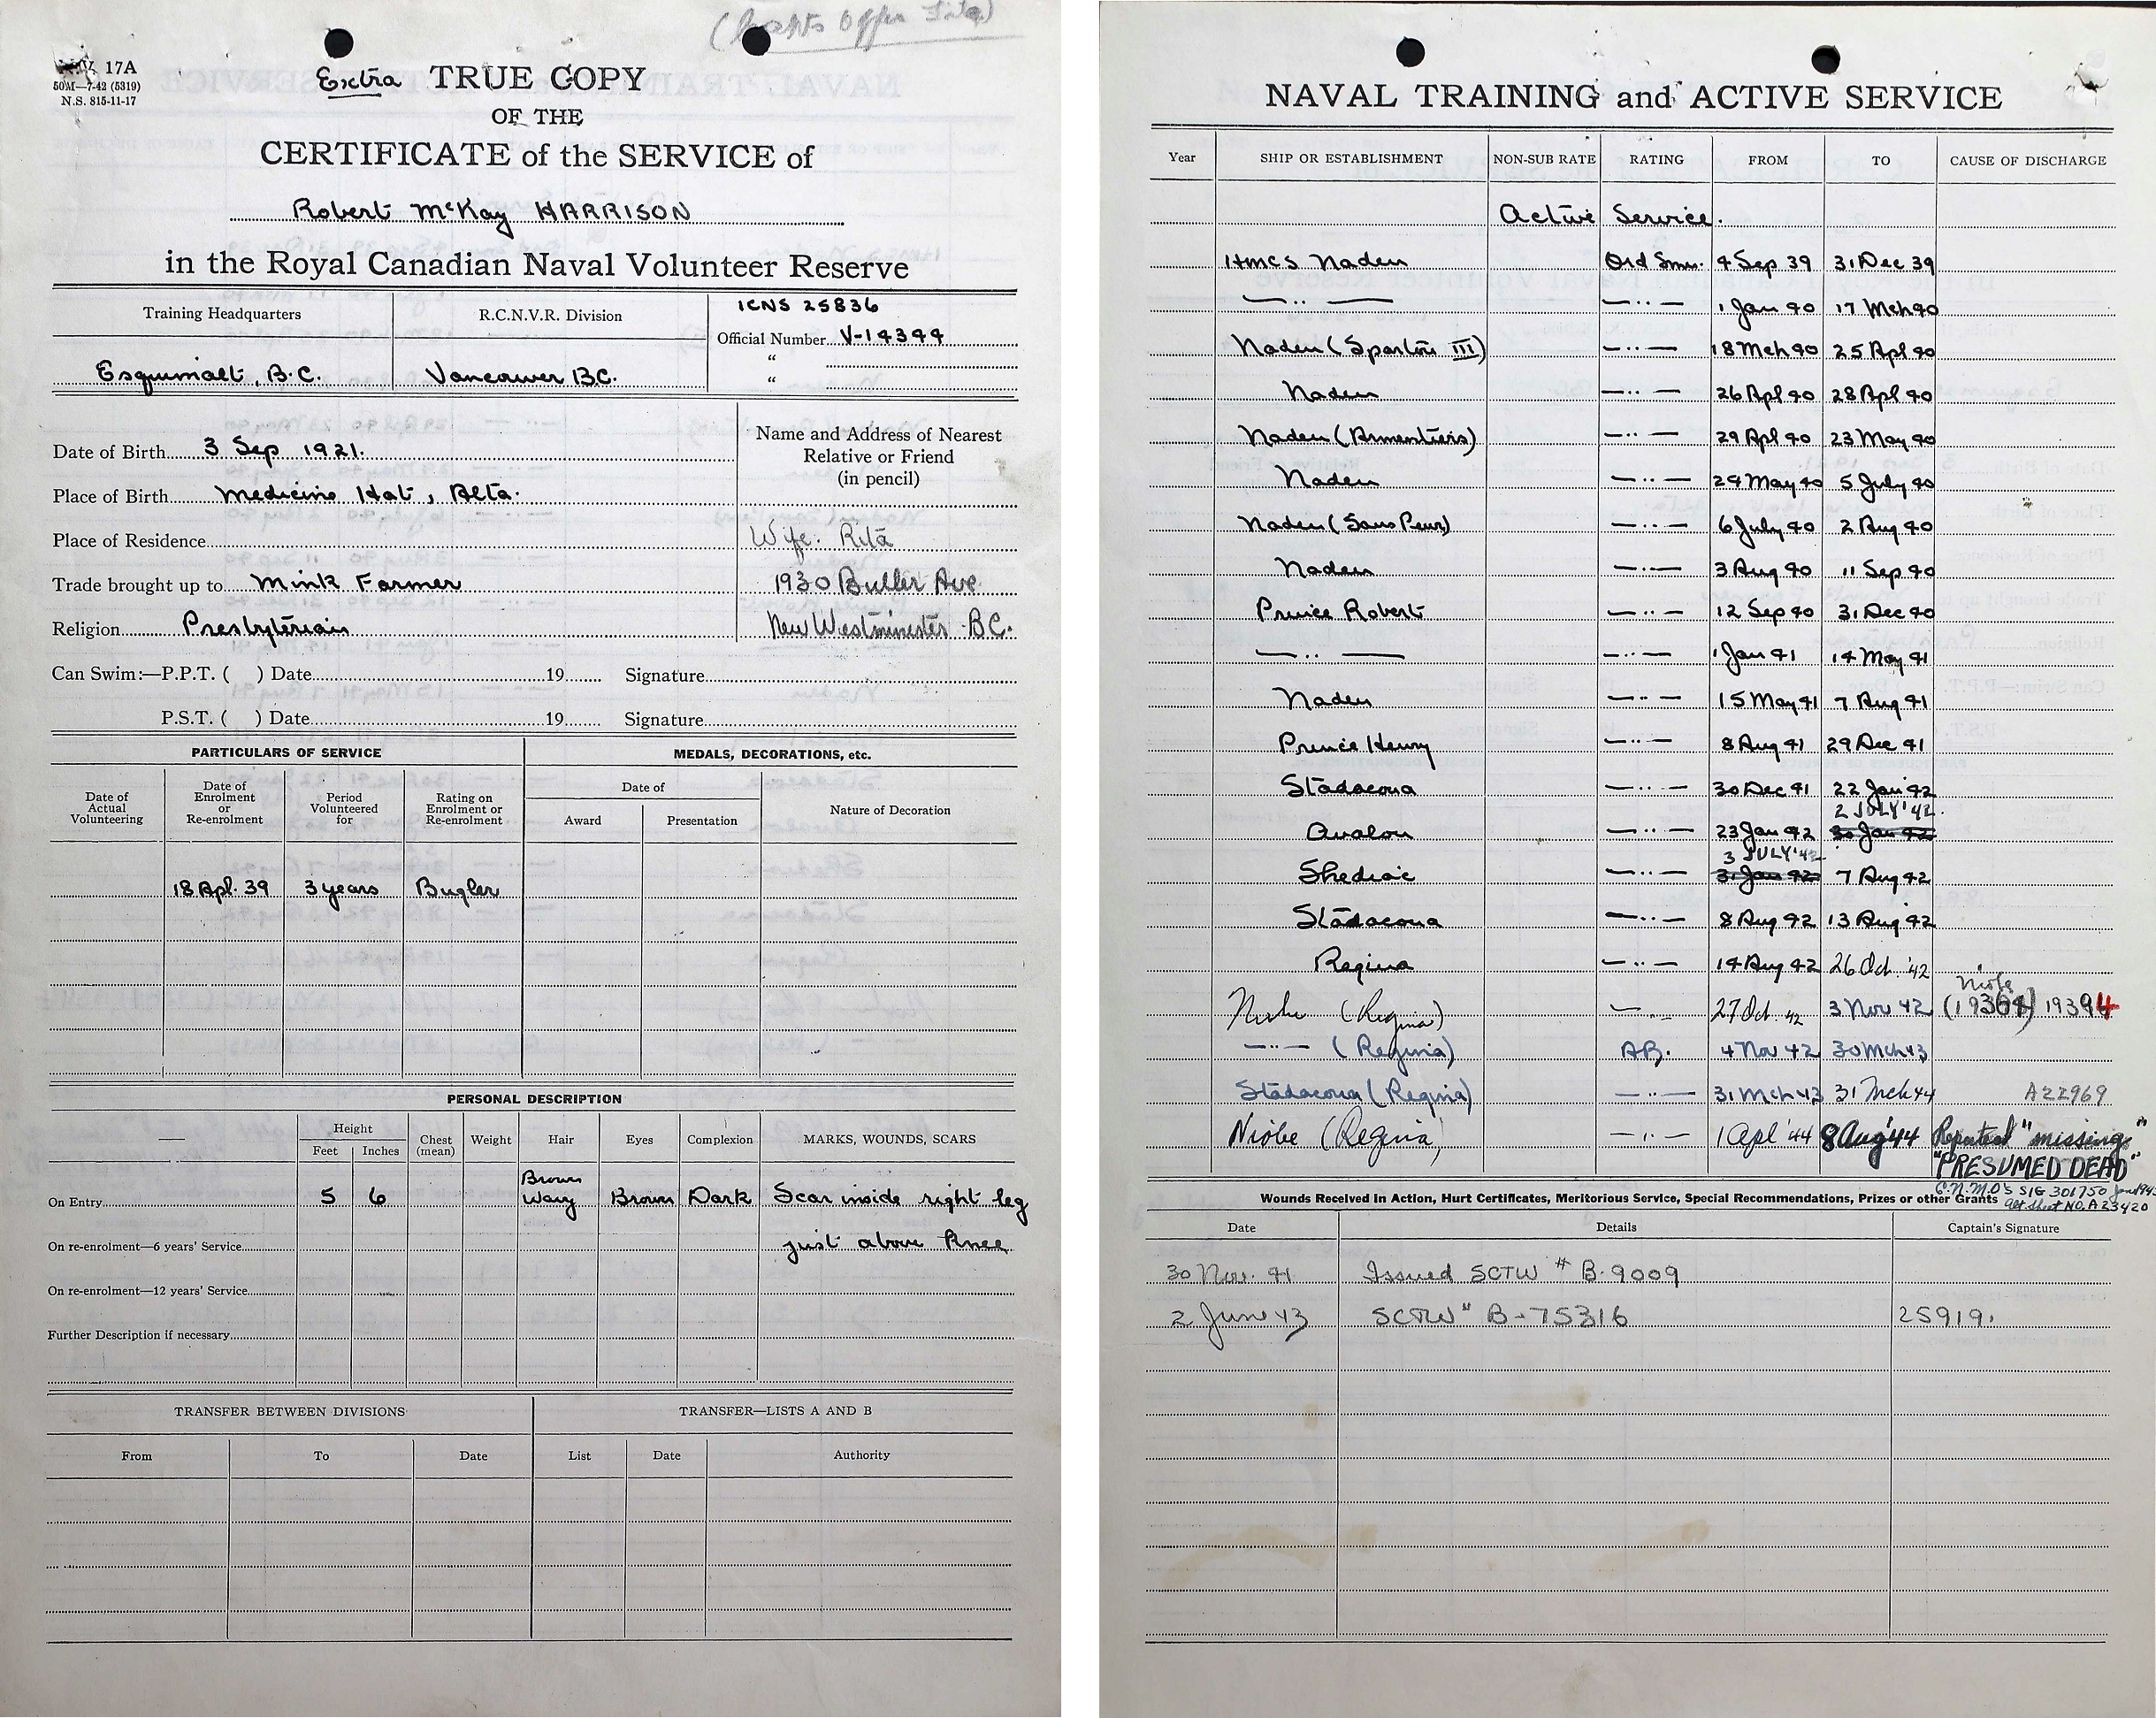 17A
50M—7-42 (5319)
N.S. 815-11-17
Extra TRUE COPY
OF THE
CERTIFICATE of the SERVICE of
Robert McKay HARRISON
in the Royal Canadian Naval Volunteer Reserve
Training Headquarters R.C.N.V.R. Division ICNS 25836
Official Number V-14344
"
Esquimalt, B.C. Vancouver B.C. "
Date of Birth 3 Sep 1921.
Place of Birth Medicine Hat, Alta.
Place of Residence
Trade brought up to Mink Farmer
Religion Presbyterian
Name and Address of Nearest
Relative or Friend
(in pencil)
Wife. Rita
1930 Buller Ave.
New Westminster B.C.
Can Swim:—P.P.T. ( ) Date 19 Signature
P.S.T. ( ) Date 19 Signature
PARTICULARS OF SERVICE MEDALS, DECORATIONS, etc.
Date of Actual Volunteering Date of Enrolment or Re-enrolment Period Volunteered for Rating on Enrolment or Re-enrolment Date of Nature of Decoration
Award Presentation
18 Apl. 39 3 years Bugler
PERSONAL DESCRIPTION
— Height Chest (mean) Weight Hair Eyes Complexion MARKS, WOUNDS, SCARS
Feet Inches
On Entry 5 6 Brown Wavy Brown Dark Scar inside right leg
On re-enrolment—6 years' Service just above Knee
On re-enrolment—12 years' Service
Further Description if necessary
TRANSFER BETWEEN DIVISIONS TRANSFER—LISTS A AND B
From To Date List Date Authority
NAVAL TRAINING and ACTIVE SERVICE
Year SHIP OR ESTABLISHMENT NON-SUB RATE RATING FROM TO CAUSE OF DISCHARGE
Active Service.
HMCS Naden Ord Smn. 4 Sep 39 31 Dec 39
—··— —··— 1 Jan 40 17 Mch 40
Naden (Sparton III) —··— 18 Mch 40 25 Apl 40
Naden —··— 26 Apl 40 28 Apl 40
Naden (Armentieris) —··— 29 Apl 40 23 May 40
Naden —··— 24 May 40 5 July 40
Naden (Sans Peur) —··— 6 July 40 2 Aug 40
Naden —··— 3 Aug 40 11 Sep 40
Prince Robert —··— 12 Sep 40 31 Dec 40
—··— —··— 1 Jan 41 14 May 41
Naden —··— 15 May 41 7 Aug 41
Prince Henry —··— 8 Aug 41 29 Dec 41
Stadacona —··— 30 Dec 41 22 Jan 42
2 JULY '42.
Avalon —··— 23 Jan 42 30 Jan 42
3 JULY '42
Shediac —··— 31 Jan 42 7 Aug 42
Stadacona —··— 8 Aug 42 13 Aug 42
Regina —··— 14 Aug 42 26 Oct. '42
Niobe
Niobe (Regina) —·- 27 Oct. 42 3 Nov 42 (19364) 19394
—··— (Regina) AB. 4 Nov 42 30 Mch 43
Stadacona (Regina) —··— 31 Mch 43 31 Mch 44 A22969
Niobe (Regina) —··— 1 Apl '44 8 Aug '44 Reported "missing"
"PRESUMED DEAD"
C.N.M.O's SIG 301750
Alt. Sheet NO. A23420
Wounds Received In Action, Hurt Certificates, Meritorious Service, Special Recommendations, Prizes or other Grants
Date Details Captain's Signature
30 Nov. 41 Issued SCTW # B-9009
2 June 43 SCTW " B-75316 25919.